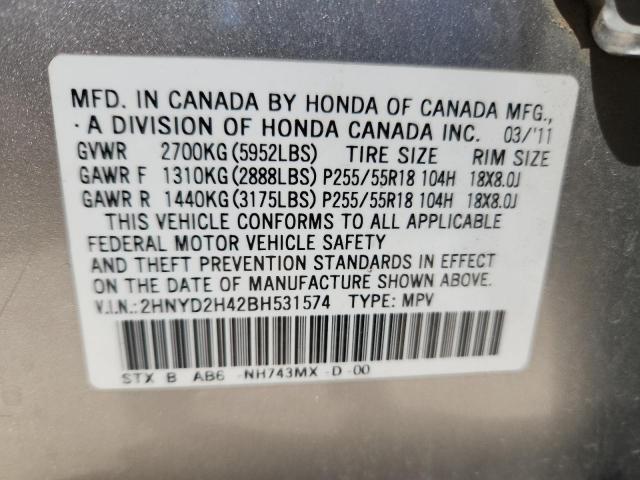 MFD. IN CANADA BY HONDA OF CANADA MFG.,
A DIVISION OF HONDA CANADA INC. 03/'11
GVWR 2700KG(5952LBS) TIRE SIZE RIM SIZE
GAWR F 1310KG(2888LBS) P255/55R18 104H 18X8.0J
GAWR R 1440KG(3175LBS) P255/55R18 104H 18X8.0J
THIS VEHICLE CONFORMS TO ALL APPLICABLE
FEDERAL MOTOR VEHICLE SAFETY
AND THEFT PREVENTION STANDARDS IN EFFECT
ON THE DATE OF MANUFACTURE SHOWN ABOVE.
V.I.N.:2HNYD2H42BH531574 TYPE: MPV
STX B AB6 -NH743MX -D -00